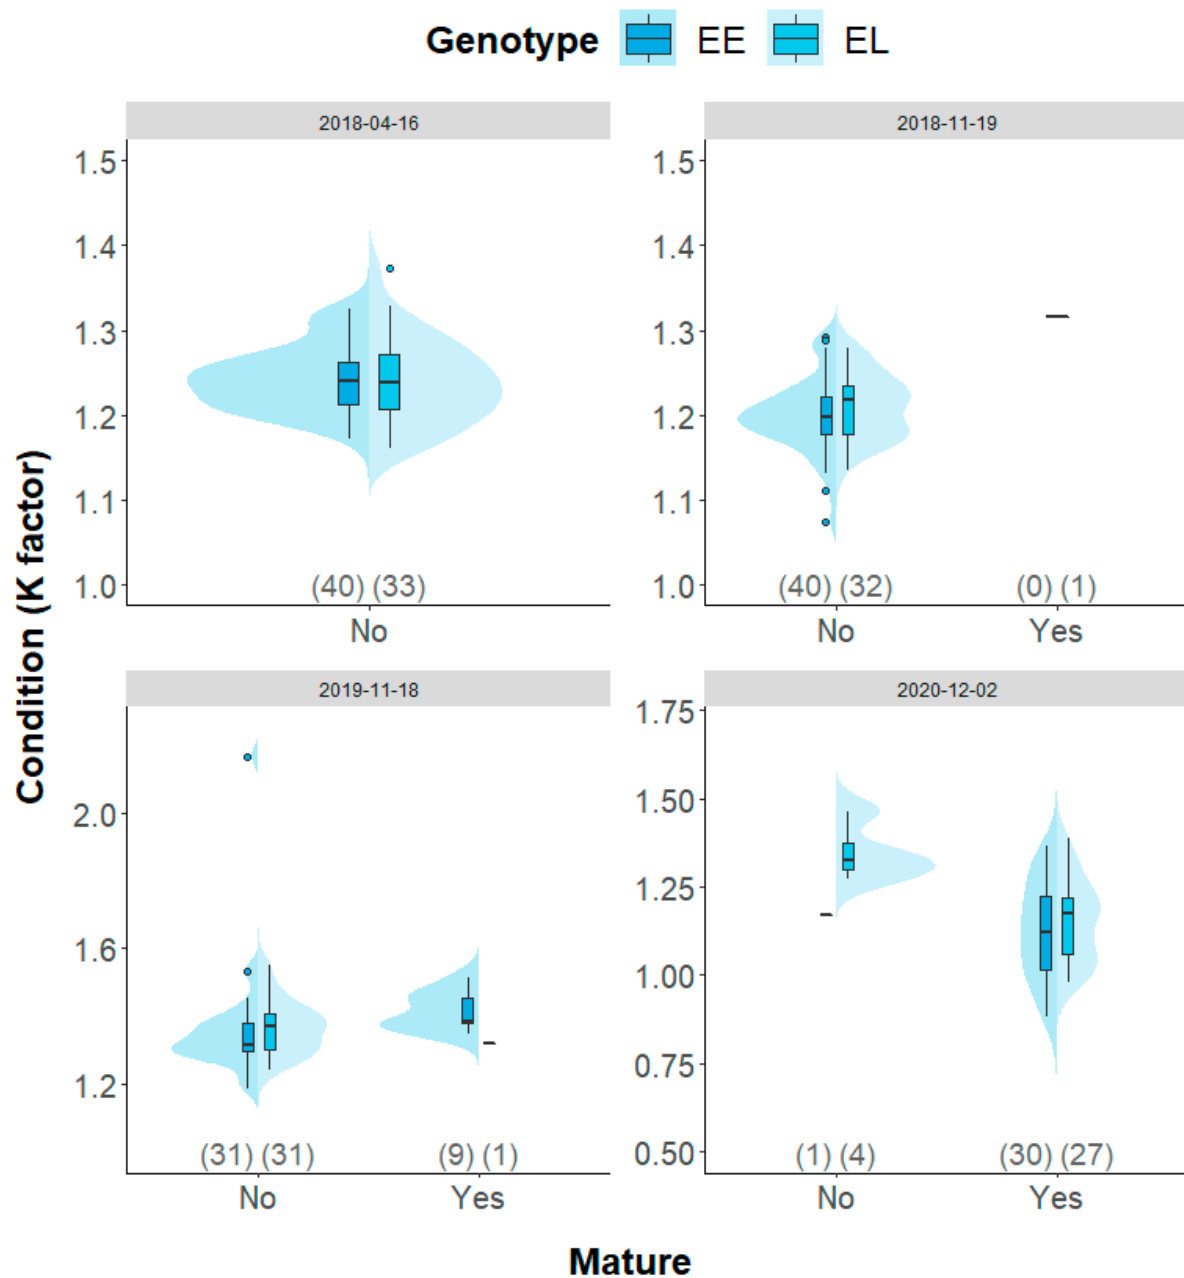 Genotype EE EL
2018-04-16 2018-11-19
1.5 1.5
1.4 1.4
1.3 1.3
1.2 1.2
1.1 1.1
1.0 (40) (33) 1.0 (40) (32) (0) (1)
No No Yes
Condition (K factor)
2019-11-18 2020-12-02
1.75
2.0 1.50
1.25
1.6 1.00
1.2 0.75
(31) (31) (9) (1) 0.50 (1) (4) (30) (27)
No Yes No Yes
Mature